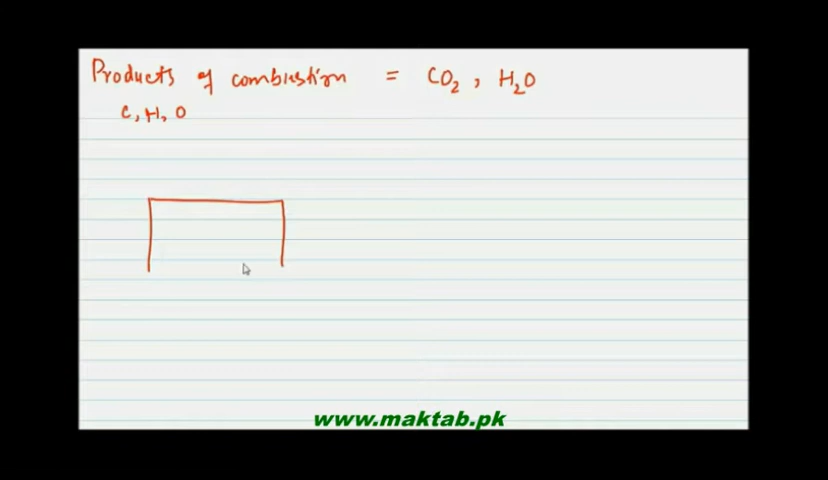 Products of combustion = CO₂, H₂O
C, H, O
www.maktab.pk